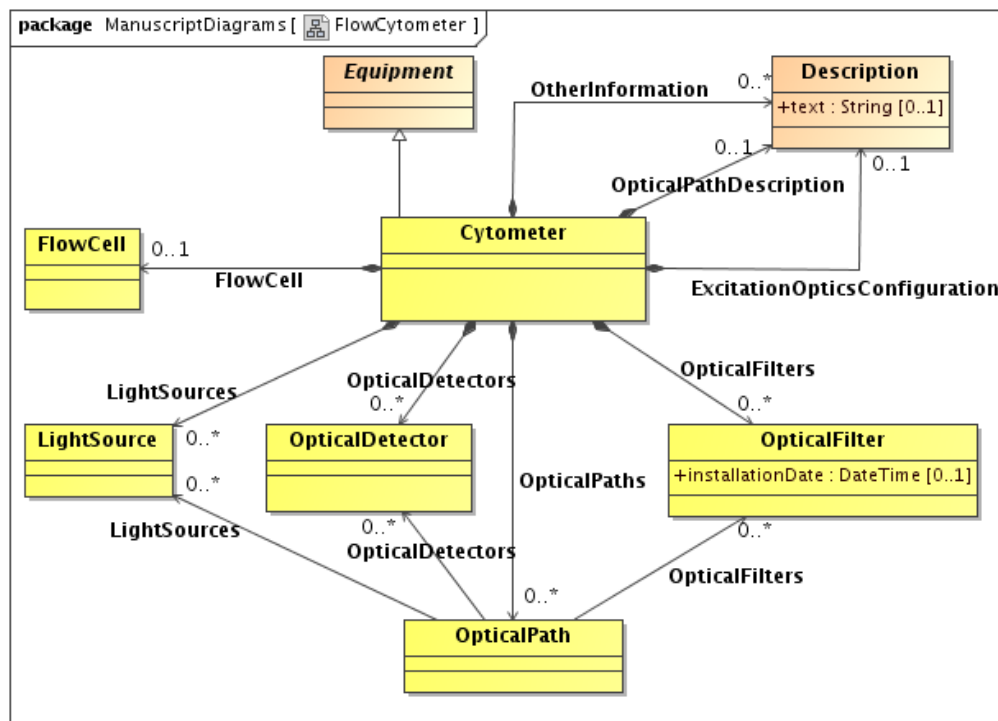 package ManuscriptDiagrams [ FlowCytometer ]
Equipment
Description
+text : String [0..1]
OtherInformation
0..*
0..1
0..1
OpticalPathDescription
Cytometer
FlowCell
0..1
FlowCell
ExcitationOpticsConfiguration
LightSources
OpticalDetectors
OpticalFilters
0..*
0..*
0..*
LightSource
OpticalDetector
OpticalFilter
+installationDate : DateTime [0..1]
0..*
OpticalPaths
LightSources
0..*
OpticalDetectors
0..*
OpticalFilters
0..*
OpticalPath